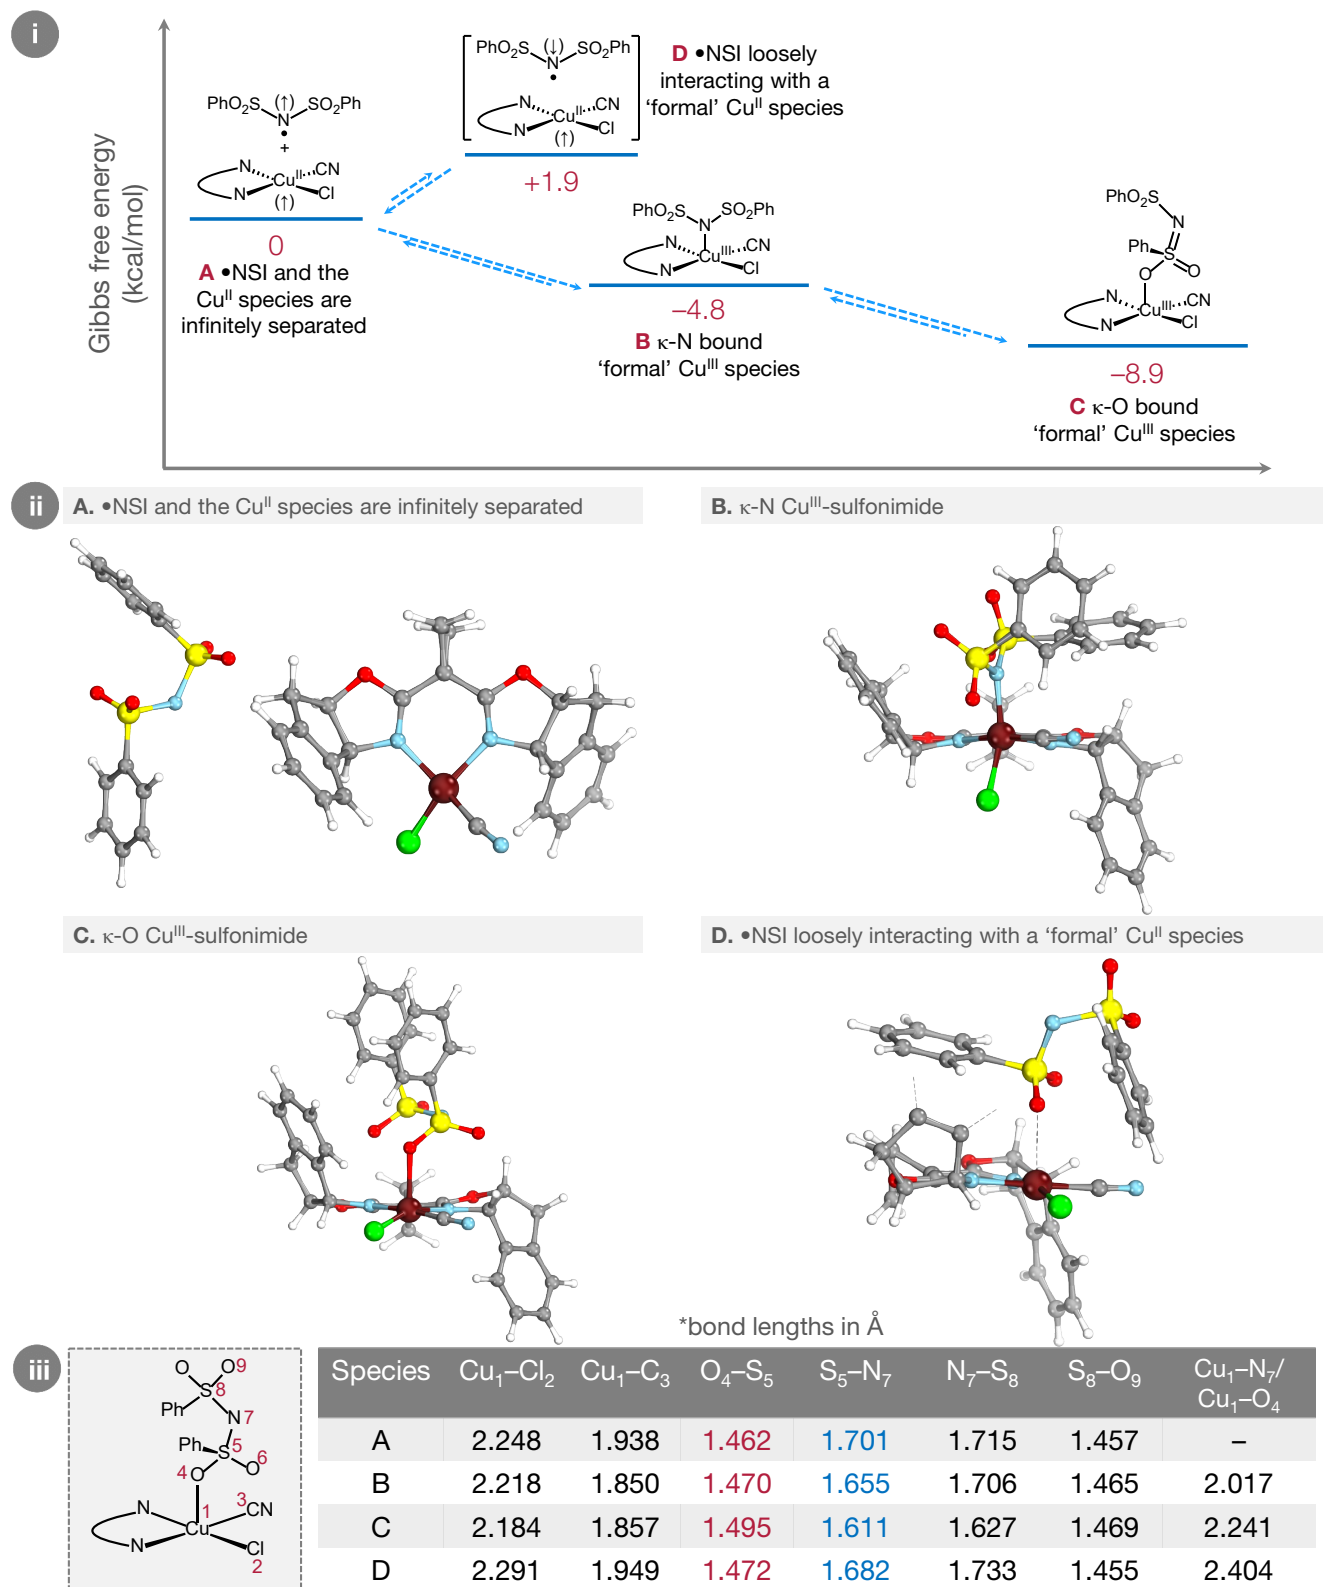 i
Gibbs free energy
(kcal/mol)
PhO2S (↑) SO2Ph
N
•
+
N CuII CN
N (↑) Cl
0
A •NSI and the
CuII species are
infinitely separated
PhO2S (↓) SO2Ph
N
•
N CuII CN
N (↑) Cl
+1.9
D •NSI loosely
interacting with a
‘formal’ CuII species
PhO2S SO2Ph
N
N CuIII CN
N Cl
–4.8
B κ-N bound
‘formal’ CuIII species
PhO2S
N
Ph S
O O
N CuIII CN
N Cl
–8.9
C κ-O bound
‘formal’ CuIII species
ii
A. •NSI and the CuII species are infinitely separated
B. κ-N CuIII-sulfonimide
C. κ-O CuIII-sulfonimide
D. •NSI loosely interacting with a ‘formal’ CuII species
*bond lengths in Å
iii
O O9
S 8
Ph N 7
Ph S 5
4 O O 6
N 1 3 CN
N Cu Cl
2
Species Cu1–Cl2 Cu1–C3 O4–S5 S5–N7 N7–S8 S8–O9 Cu1–N7/ Cu1–O4
A 2.248 1.938 1.462 1.701 1.715 1.457 –
B 2.218 1.850 1.470 1.655 1.706 1.465 2.017
C 2.184 1.857 1.495 1.611 1.627 1.469 2.241
D 2.291 1.949 1.472 1.682 1.733 1.455 2.404